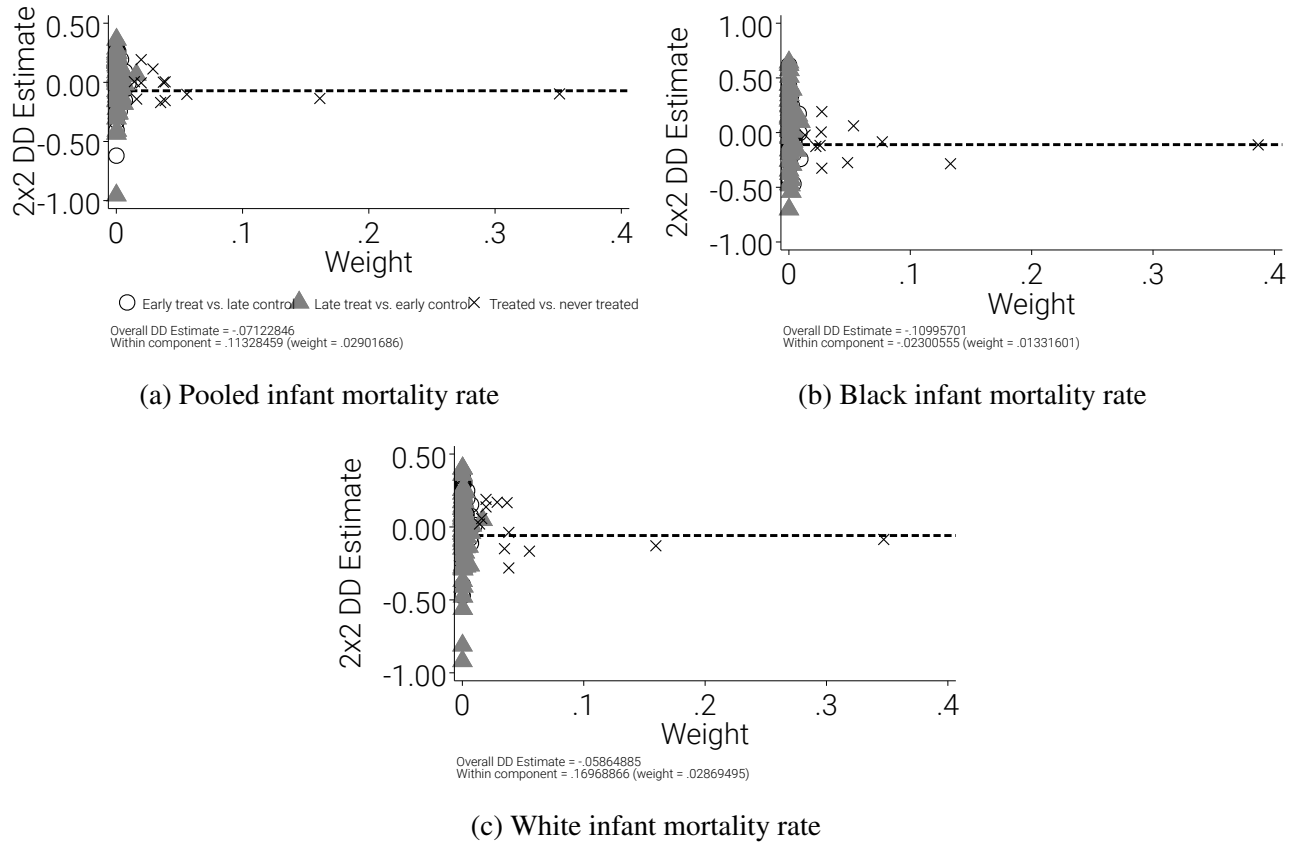 2x2 DD Estimate
0.50
0.00
-0.50
-1.00
0 .1 .2 .3 .4
Weight
Early treat vs. late control Late treat vs. early control Treated vs. never treated
Overall DD Estimate = -.07122846
Within component = .11328459 (weight = .02901686)
(a) Pooled infant mortality rate
2x2 DD Estimate
1.00
0.50
0.00
-0.50
-1.00
0 .1 .2 .3 .4
Weight
Overall DD Estimate = -.10995701
Within component = -.02300555 (weight = .01331601)
(b) Black infant mortality rate
2x2 DD Estimate
0.50
0.00
-0.50
-1.00
0 .1 .2 .3 .4
Weight
Overall DD Estimate = -.05864885
Within component = .16968866 (weight = .02869495)
(c) White infant mortality rate